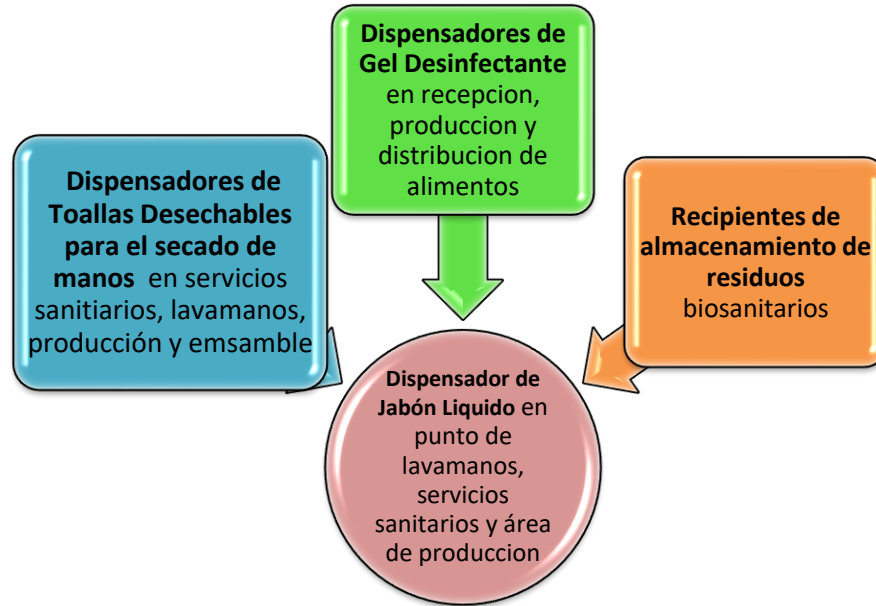 Dispensadores de
Gel Desinfectante
en recepcion,
produccion y
distribucion de
alimentos
Dispensadores de
Toallas Desechables
para el secado de
manos en servicios
sanitiarios, lavamanos,
producción y emsamble
Recipientes de
almacenamiento de
residuos
biosanitarios
Dispensador de
Jabón Liquido en
punto de
lavamanos,
servicios
sanitarios y área
de produccion